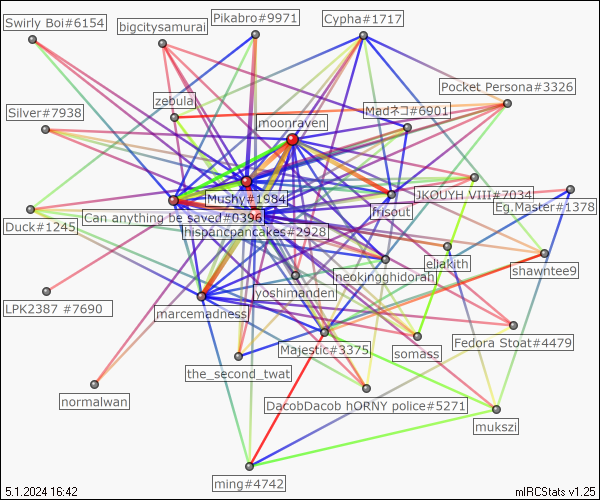 Pikabro#9971
Cypha#1717
Swirly Boi#6154
bigcitysamurai
Pocket Persona#3326
zebula
Silver#7938
Madネコ#6901
moonraven
Mushy#1984
JKOUYH VIII#7034
Eg.Master#1378
Can anything be saved#0396
frisout
Duck#1245
hispancpancakes#2928
eliakith
neokingghidorah
shawntee9
yoshimanden
LPK2387 #7690
marcemadness
Fedora Stoat#4479
Majestic#3375
somass
the_second_twat
normalwan
DacobDacob hORNY police#5271
mukszi
ming#4742
5.1.2024 16:42
mIRCStats v1.25